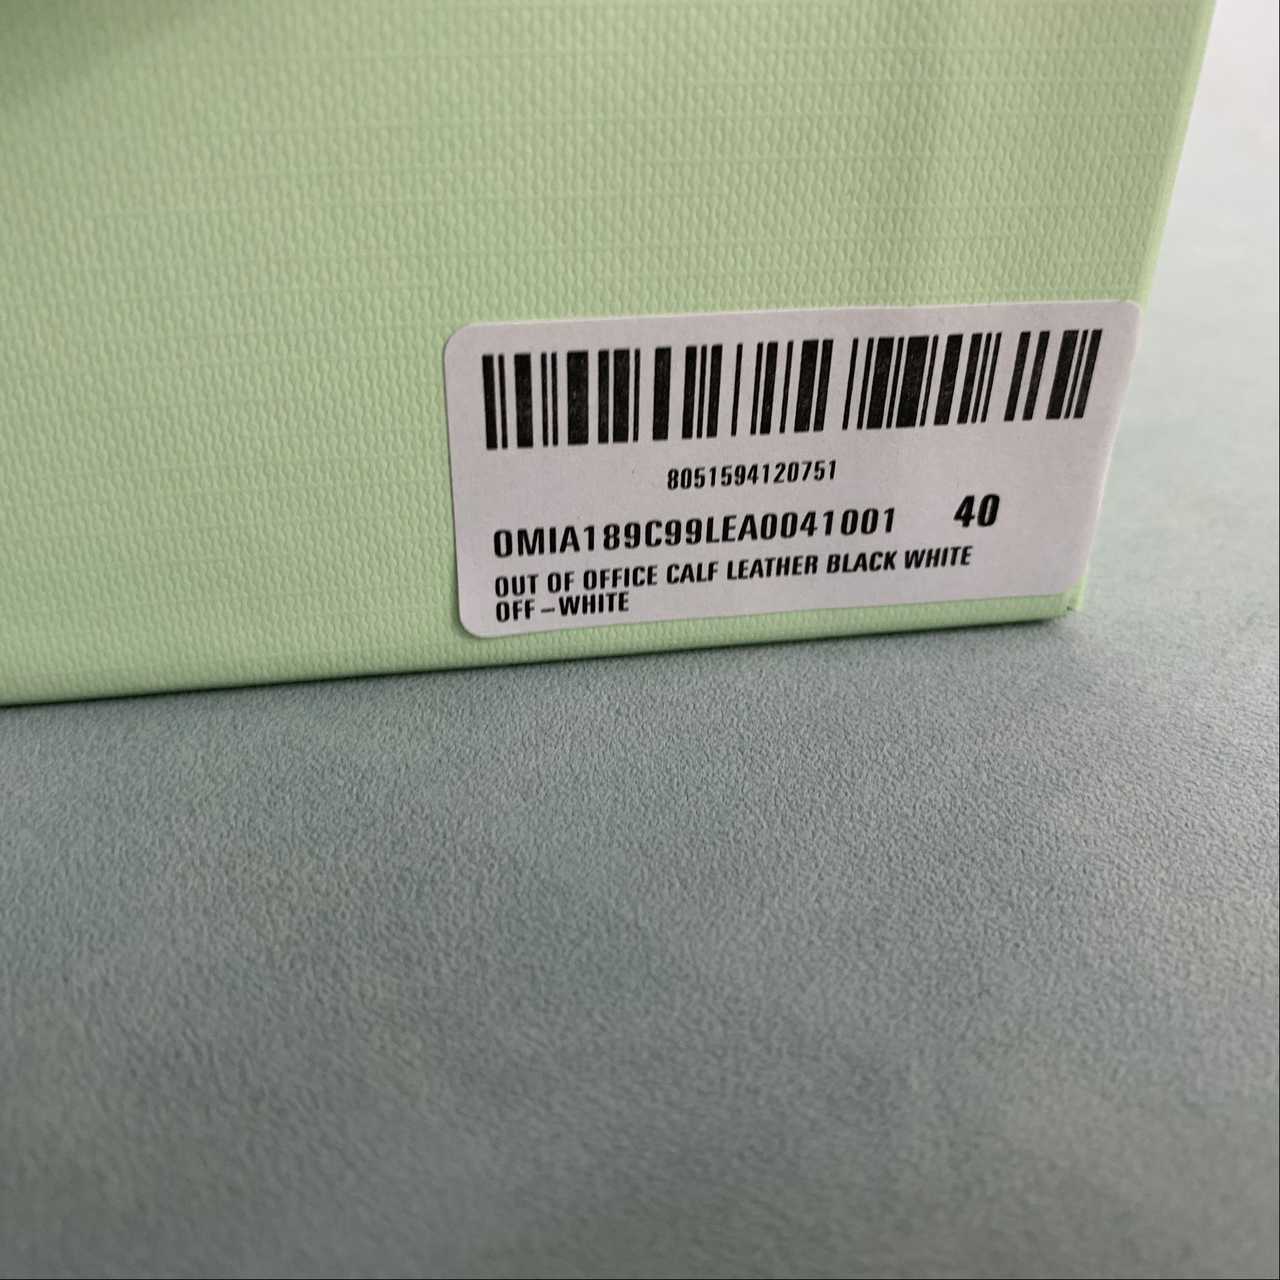 8051594120751
OMIA189C99LEA0041001 40
OUT OF OFFICE CALF LEATHER BLACK WHITE
OFF-WHITE